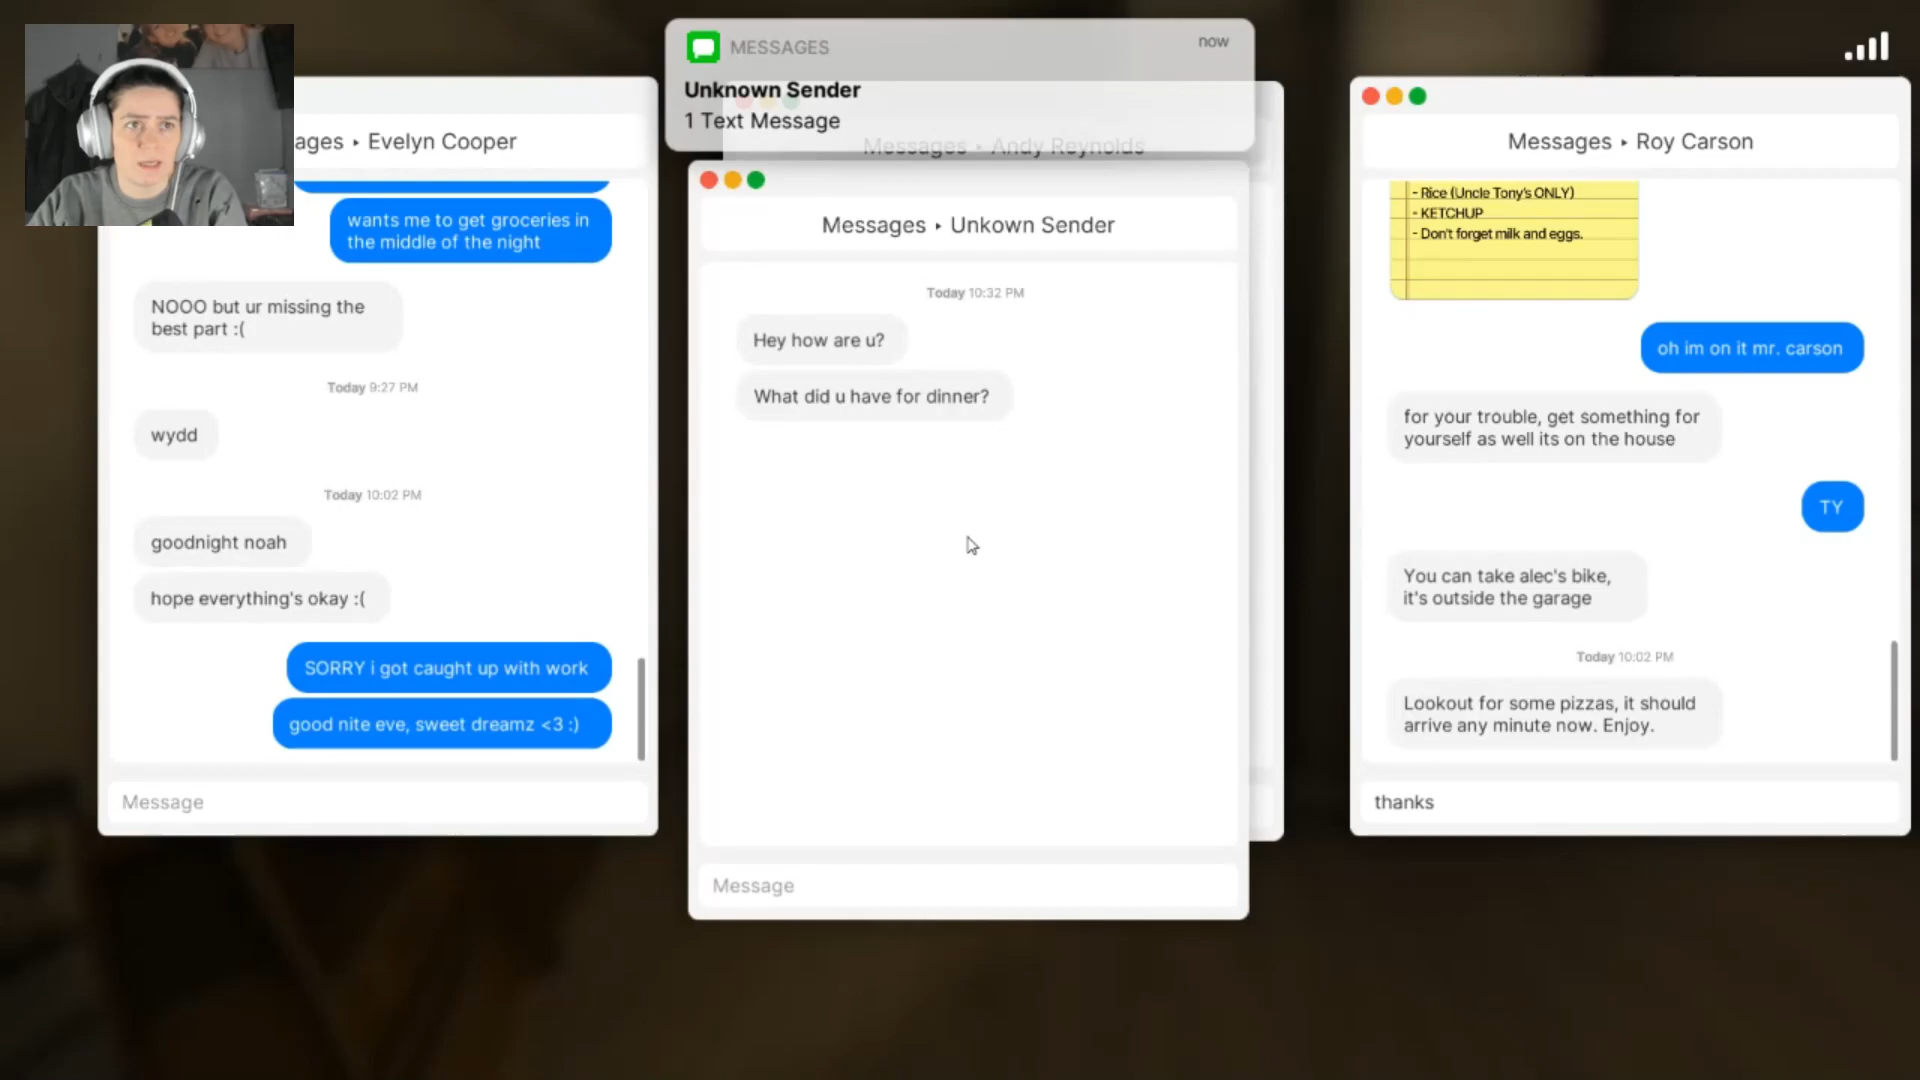 MESSAGES
now
Unknown Sender
1 Text Message
ages ‣ Evelyn Cooper
wants me to get groceries in
the middle of the night
NOOO but ur missing the
best part :(
Today 9:27 PM
wydd
Today 10:02 PM
goodnight noah
hope everything's okay :(
SORRY i got caught up with work
good nite eve, sweet dreamz <3 :)
Message
Messages ‣ Andy Reynolds
Messages ‣ Unkown Sender
Today 10:32 PM
Hey how are u?
What did u have for dinner?
Message
Messages ‣ Roy Carson
- Rice (Uncle Tony's ONLY)
- KETCHUP
- Don't forget milk and eggs.
oh im on it mr. carson
for your trouble, get something for
yourself as well its on the house
TY
You can take alec's bike,
it's outside the garage
Today 10:02 PM
Lookout for some pizzas, it should
arrive any minute now. Enjoy.
thanks